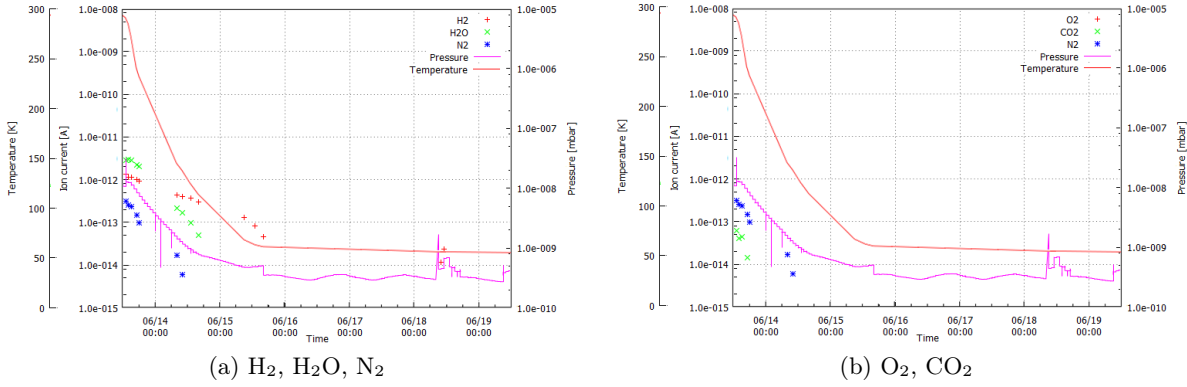 300
250
200
150
100
50
0
Temperature [K]
1.0e-008
1.0e-009
1.0e-010
1.0e-011
1.0e-012
1.0e-013
1.0e-014
1.0e-015
Ion current [A]
H2
H2O
N2
Pressure
Temperature
1.0e-005
1.0e-006
1.0e-007
1.0e-008
1.0e-009
1.0e-010
Pressure [mbar]
06/14 06/15 06/16 06/17 06/18 06/19
00:00 00:00 00:00 00:00 00:00 00:00
Time
(a) H₂, H₂O, N₂
300
250
200
150
100
50
0
Temperature [K]
1.0e-008
1.0e-009
1.0e-010
1.0e-011
1.0e-012
1.0e-013
1.0e-014
1.0e-015
Ion current [A]
O2
CO2
N2
Pressure
Temperature
1.0e-005
1.0e-006
1.0e-007
1.0e-008
1.0e-009
1.0e-010
Pressure [mbar]
06/14 06/15 06/16 06/17 06/18 06/19
00:00 00:00 00:00 00:00 00:00 00:00
Time
(b) O₂, CO₂